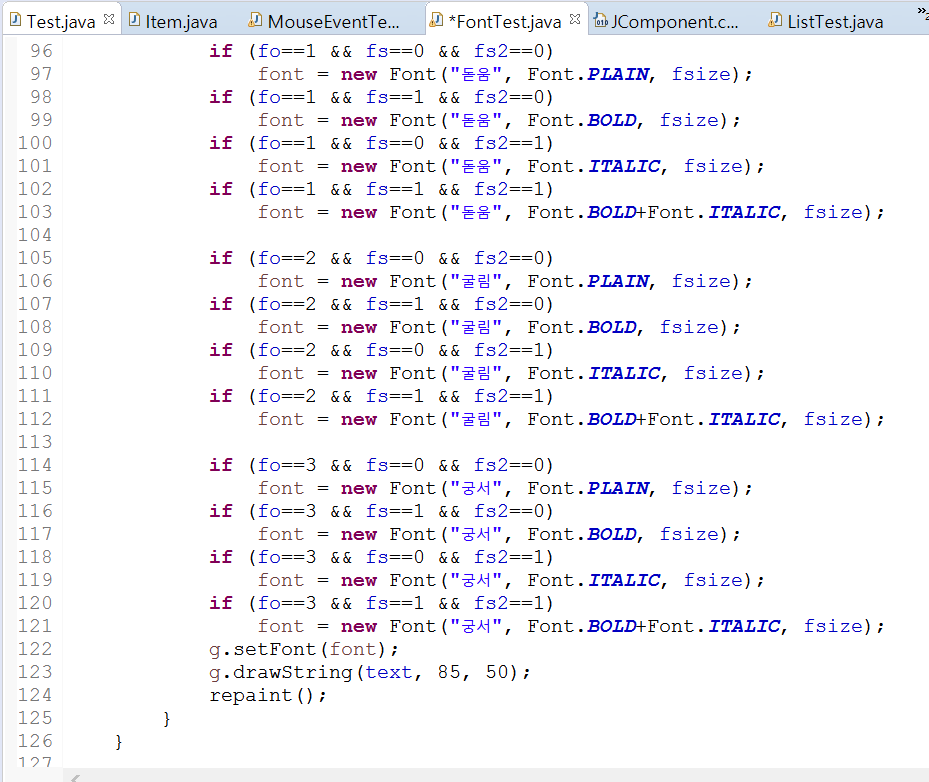 Test.java Item.java MouseEventTe... *FontTest.java JComponent.c... ListTest.java »2
96 if (fo==1 && fs==0 && fs2==0)
97 font = new Font("돋움", Font.PLAIN, fsize);
98 if (fo==1 && fs==1 && fs2==0)
99 font = new Font("돋움", Font.BOLD, fsize);
100 if (fo==1 && fs==0 && fs2==1)
101 font = new Font("돋움", Font.ITALIC, fsize);
102 if (fo==1 && fs==1 && fs2==1)
103 font = new Font("돋움", Font.BOLD+Font.ITALIC, fsize);
104
105 if (fo==2 && fs==0 && fs2==0)
106 font = new Font("굴림", Font.PLAIN, fsize);
107 if (fo==2 && fs==1 && fs2==0)
108 font = new Font("굴림", Font.BOLD, fsize);
109 if (fo==2 && fs==0 && fs2==1)
110 font = new Font("굴림", Font.ITALIC, fsize);
111 if (fo==2 && fs==1 && fs2==1)
112 font = new Font("굴림", Font.BOLD+Font.ITALIC, fsize);
113
114 if (fo==3 && fs==0 && fs2==0)
115 font = new Font("궁서", Font.PLAIN, fsize);
116 if (fo==3 && fs==1 && fs2==0)
117 font = new Font("궁서", Font.BOLD, fsize);
118 if (fo==3 && fs==0 && fs2==1)
119 font = new Font("궁서", Font.ITALIC, fsize);
120 if (fo==3 && fs==1 && fs2==1)
121 font = new Font("궁서", Font.BOLD+Font.ITALIC, fsize);
122 g.setFont(font);
123 g.drawString(text, 85, 50);
124 repaint();
125 }
126 }
127